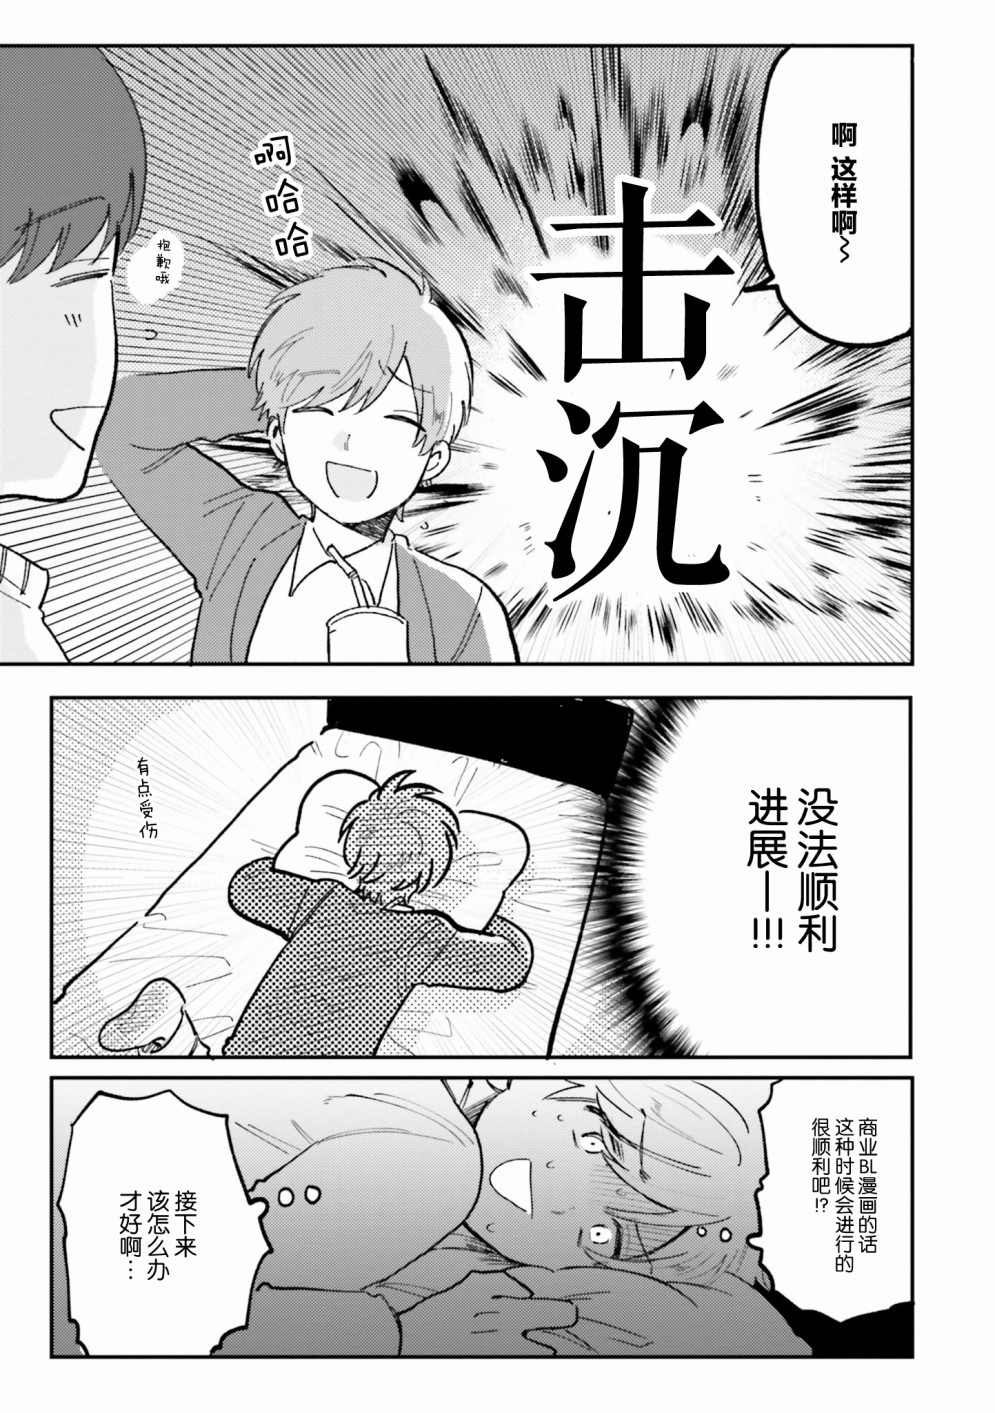 啊 这样啊~
击沉
啊哈哈
抱歉哦
没法顺利
进展—!!!
有点受伤
商业BL漫画的话
这种时候会进行的
很顺利吧!?
接下来
该怎么办
才好啊…